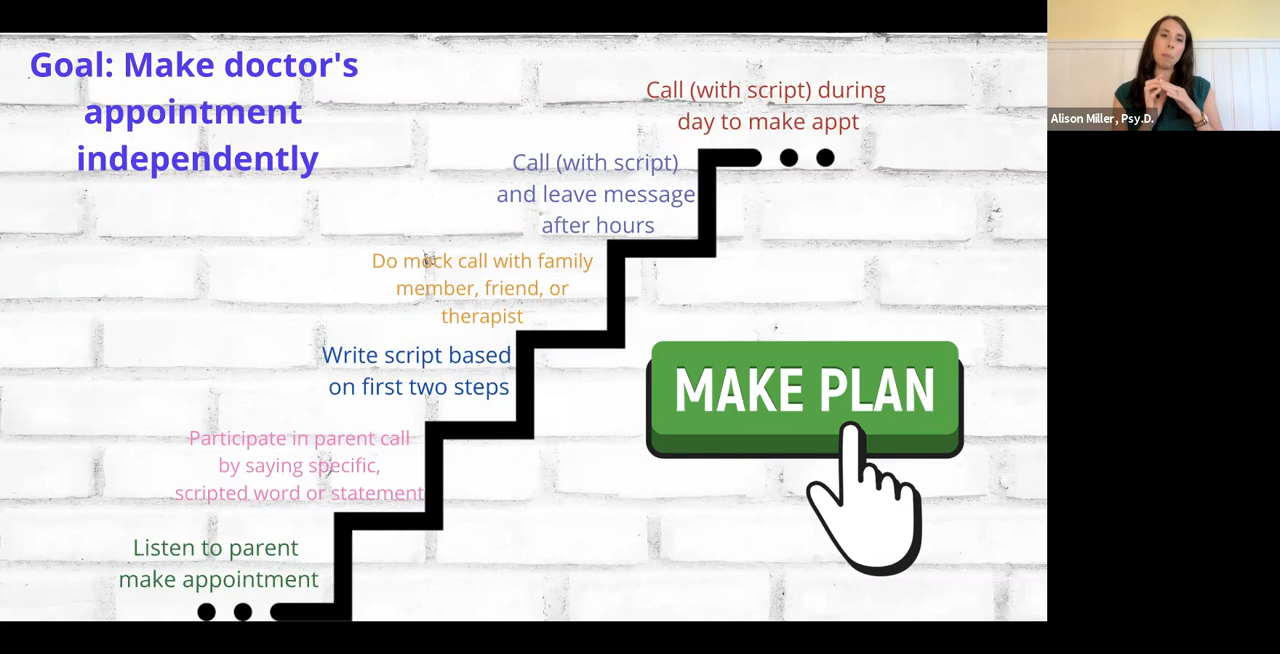 Goal: Make doctor's
appointment
independently
Call (with script) during
day to make appt
Call (with script)
and leave message
after hours
Do mock call with family
member, friend, or
therapist
Write script based
on first two steps
Participate in parent call
by saying specific,
scripted word or statement
Listen to parent
make appointment
MAKE PLAN
Alison Miller, Psy.D.